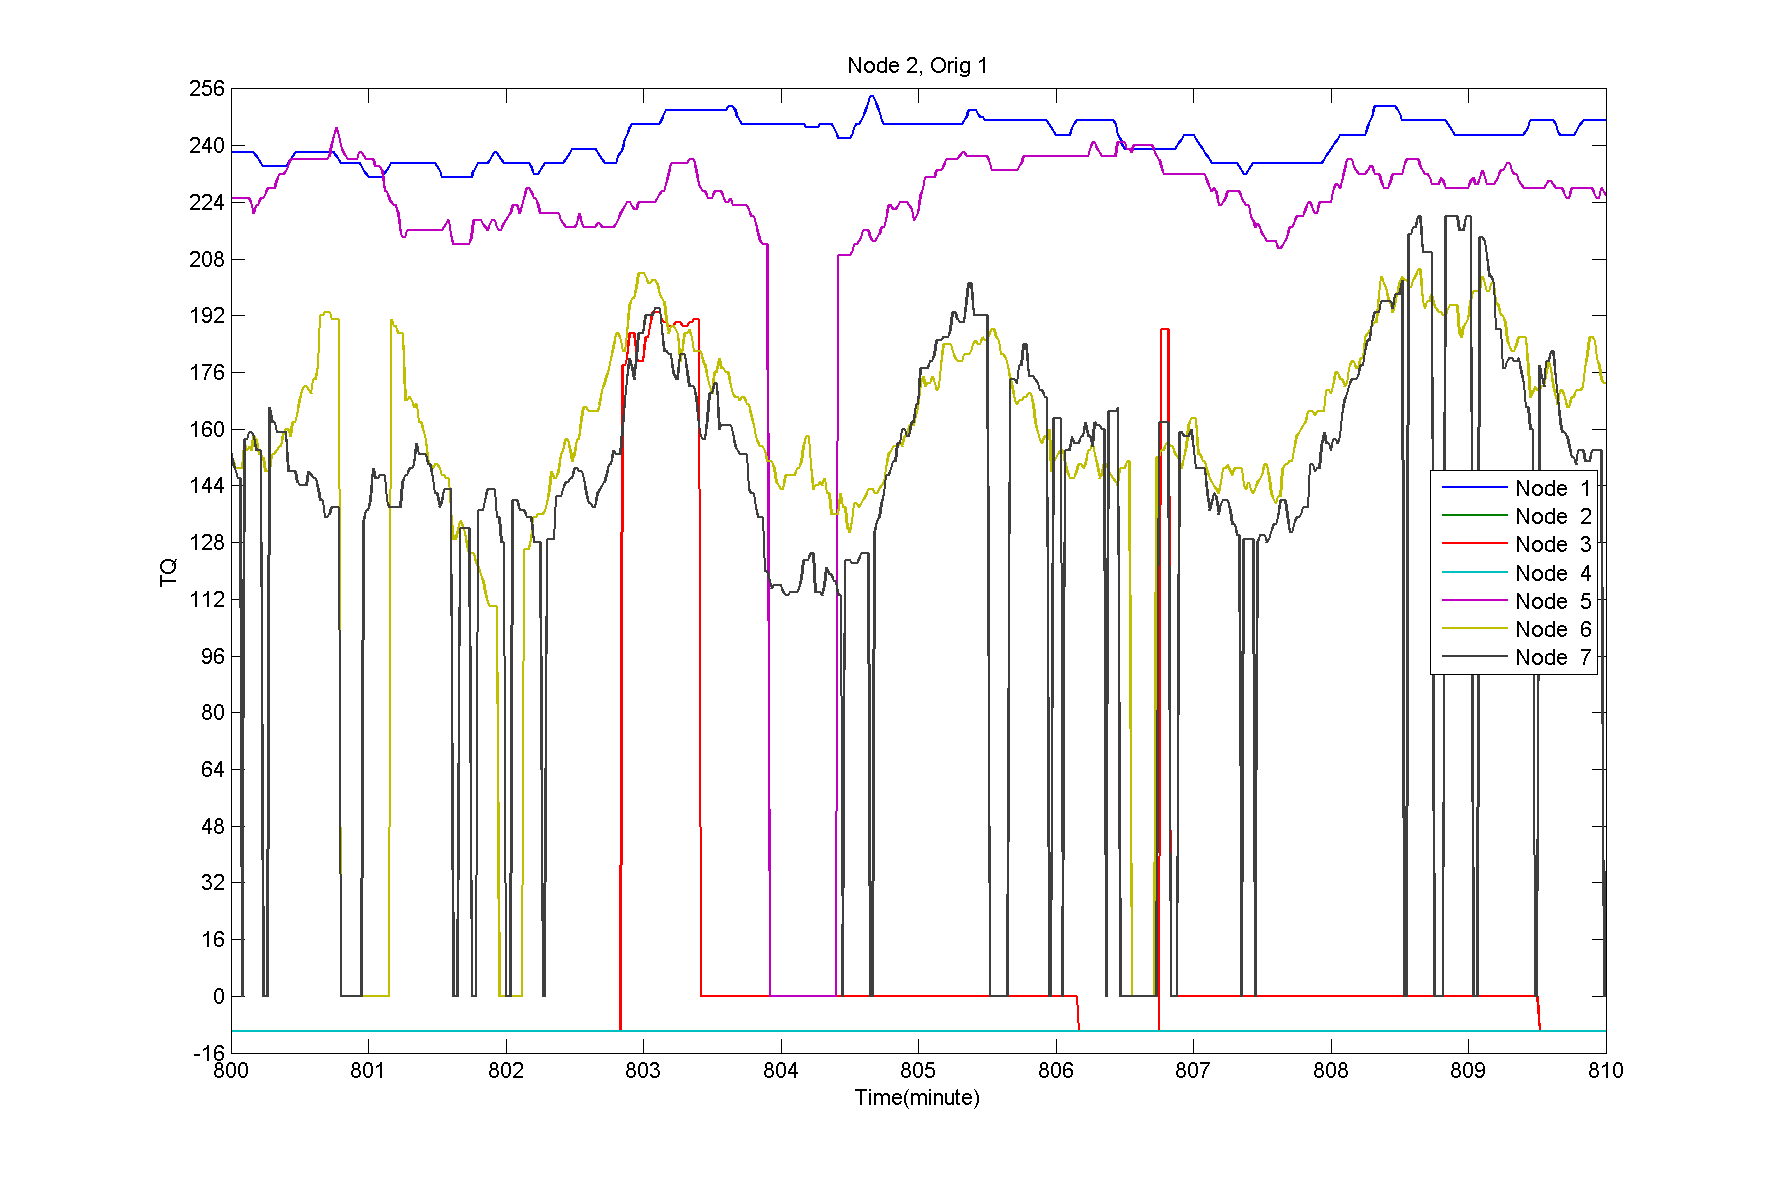 Node 2, Orig 1
256
240
224
208
192
176
160
144
128
112
96
80
64
48
32
16
0
-16
TQ
Node 1
Node 2
Node 3
Node 4
Node 5
Node 6
Node 7
800 801 802 803 804 805 806 807 808 809 810
Time(minute)